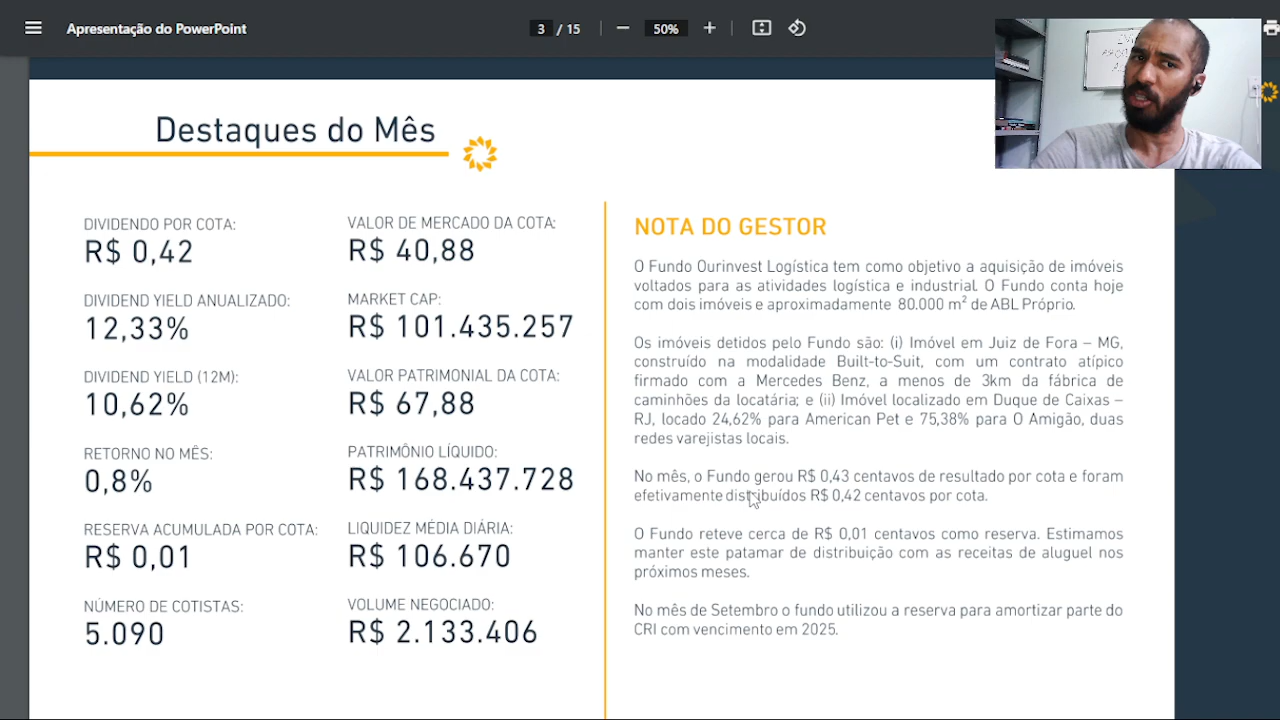 Apresentação do PowerPoint
3 / 15
50%
Destaques do Mês
DIVIDENDO POR COTA:
R$ 0,42
DIVIDEND YIELD ANUALIZADO:
12,33%
DIVIDEND YIELD (12M):
10,62%
RETORNO NO MÊS:
0,8%
RESERVA ACUMULADA POR COTA:
R$ 0,01
NÚMERO DE COTISTAS:
5.090
VALOR DE MERCADO DA COTA:
R$ 40,88
MARKET CAP:
R$ 101.435.257
VALOR PATRIMONIAL DA COTA:
R$ 67,88
PATRIMÔNIO LÍQUIDO:
R$ 168.437.728
LIQUIDEZ MÉDIA DIÁRIA:
R$ 106.670
VOLUME NEGOCIADO:
R$ 2.133.406
NOTA DO GESTOR
O Fundo Ourinvest Logística tem como objetivo a aquisição de imóveis
voltados para as atividades logística e industrial. O Fundo conta hoje
com dois imóveis e aproximadamente 80.000 m² de ABL Próprio.
Os imóveis detidos pelo Fundo são: (i) Imóvel em Juiz de Fora – MG,
construído na modalidade Built-to-Suit, com um contrato atípico
firmado com a Mercedes Benz, a menos de 3km da fábrica de
caminhões da locatária; e (ii) Imóvel localizado em Duque de Caixas –
RJ, locado 24,62% para American Pet e 75,38% para O Amigão, duas
redes varejistas locais.
No mês, o Fundo gerou R$ 0,43 centavos de resultado por cota e foram
efetivamente distribuídos R$ 0,42 centavos por cota.
O Fundo reteve cerca de R$ 0,01 centavos como reserva. Estimamos
manter este patamar de distribuição com as receitas de aluguel nos
próximos meses.
No mês de Setembro o fundo utilizou a reserva para amortizar parte do
CRI com vencimento em 2025.